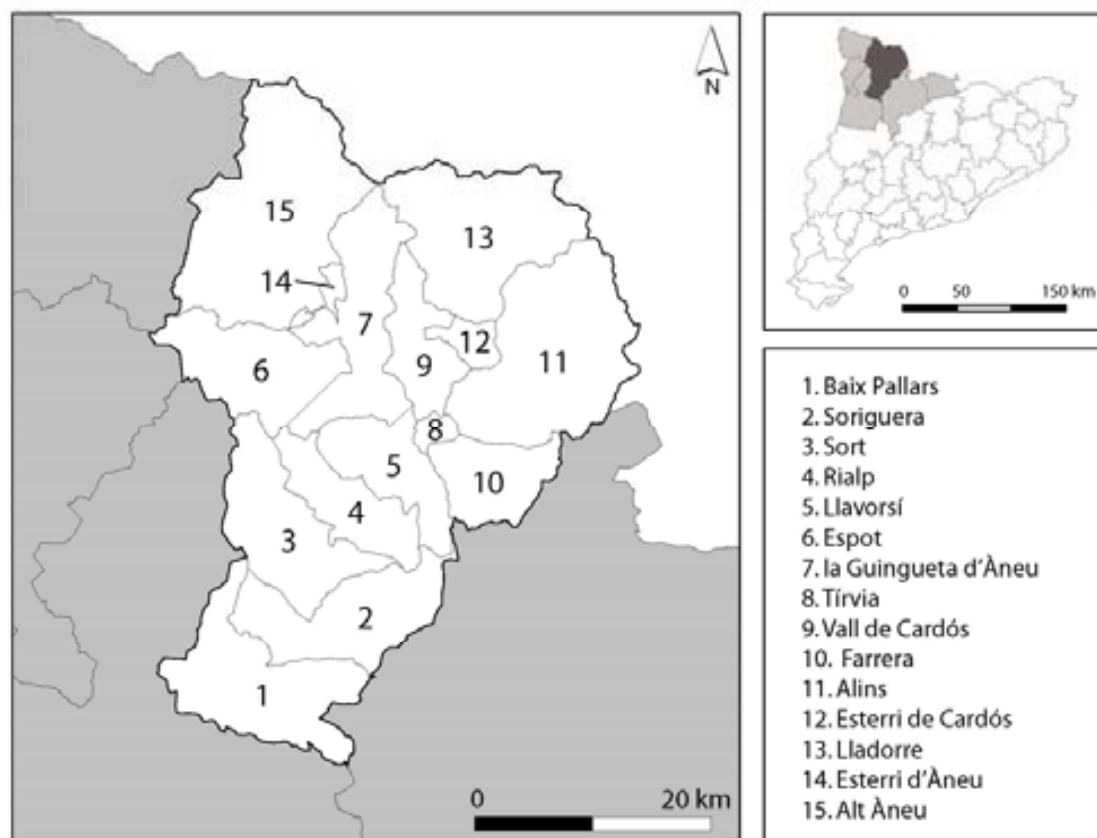 N
15
13
14
7
12
11
6
9
8
5
10
4
3
2
1
0 20 km
0 50 150 km
1. Baix Pallars
2. Soriguera
3. Sort
4. Rialp
5. Llavorsí
6. Espot
7. la Guingueta d'Àneu
8. Tírvia
9. Vall de Cardós
10. Farrera
11. Alins
12. Esterri de Cardós
13. Lladorre
14. Esterri d'Àneu
15. Alt Àneu